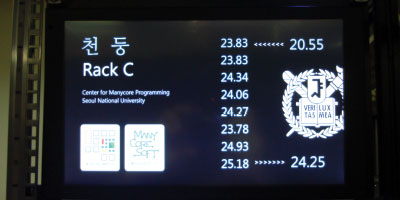 천 둥
Rack C
Center for Manycore Programming
Seoul National University
MANY
CORE
SOFT
23.83 <<<<<<< 20.55
23.83
24.34
24.06
24.27
23.78
24.93
25.18 >>>>>>> 24.25
VERI LUX
TAS MEA